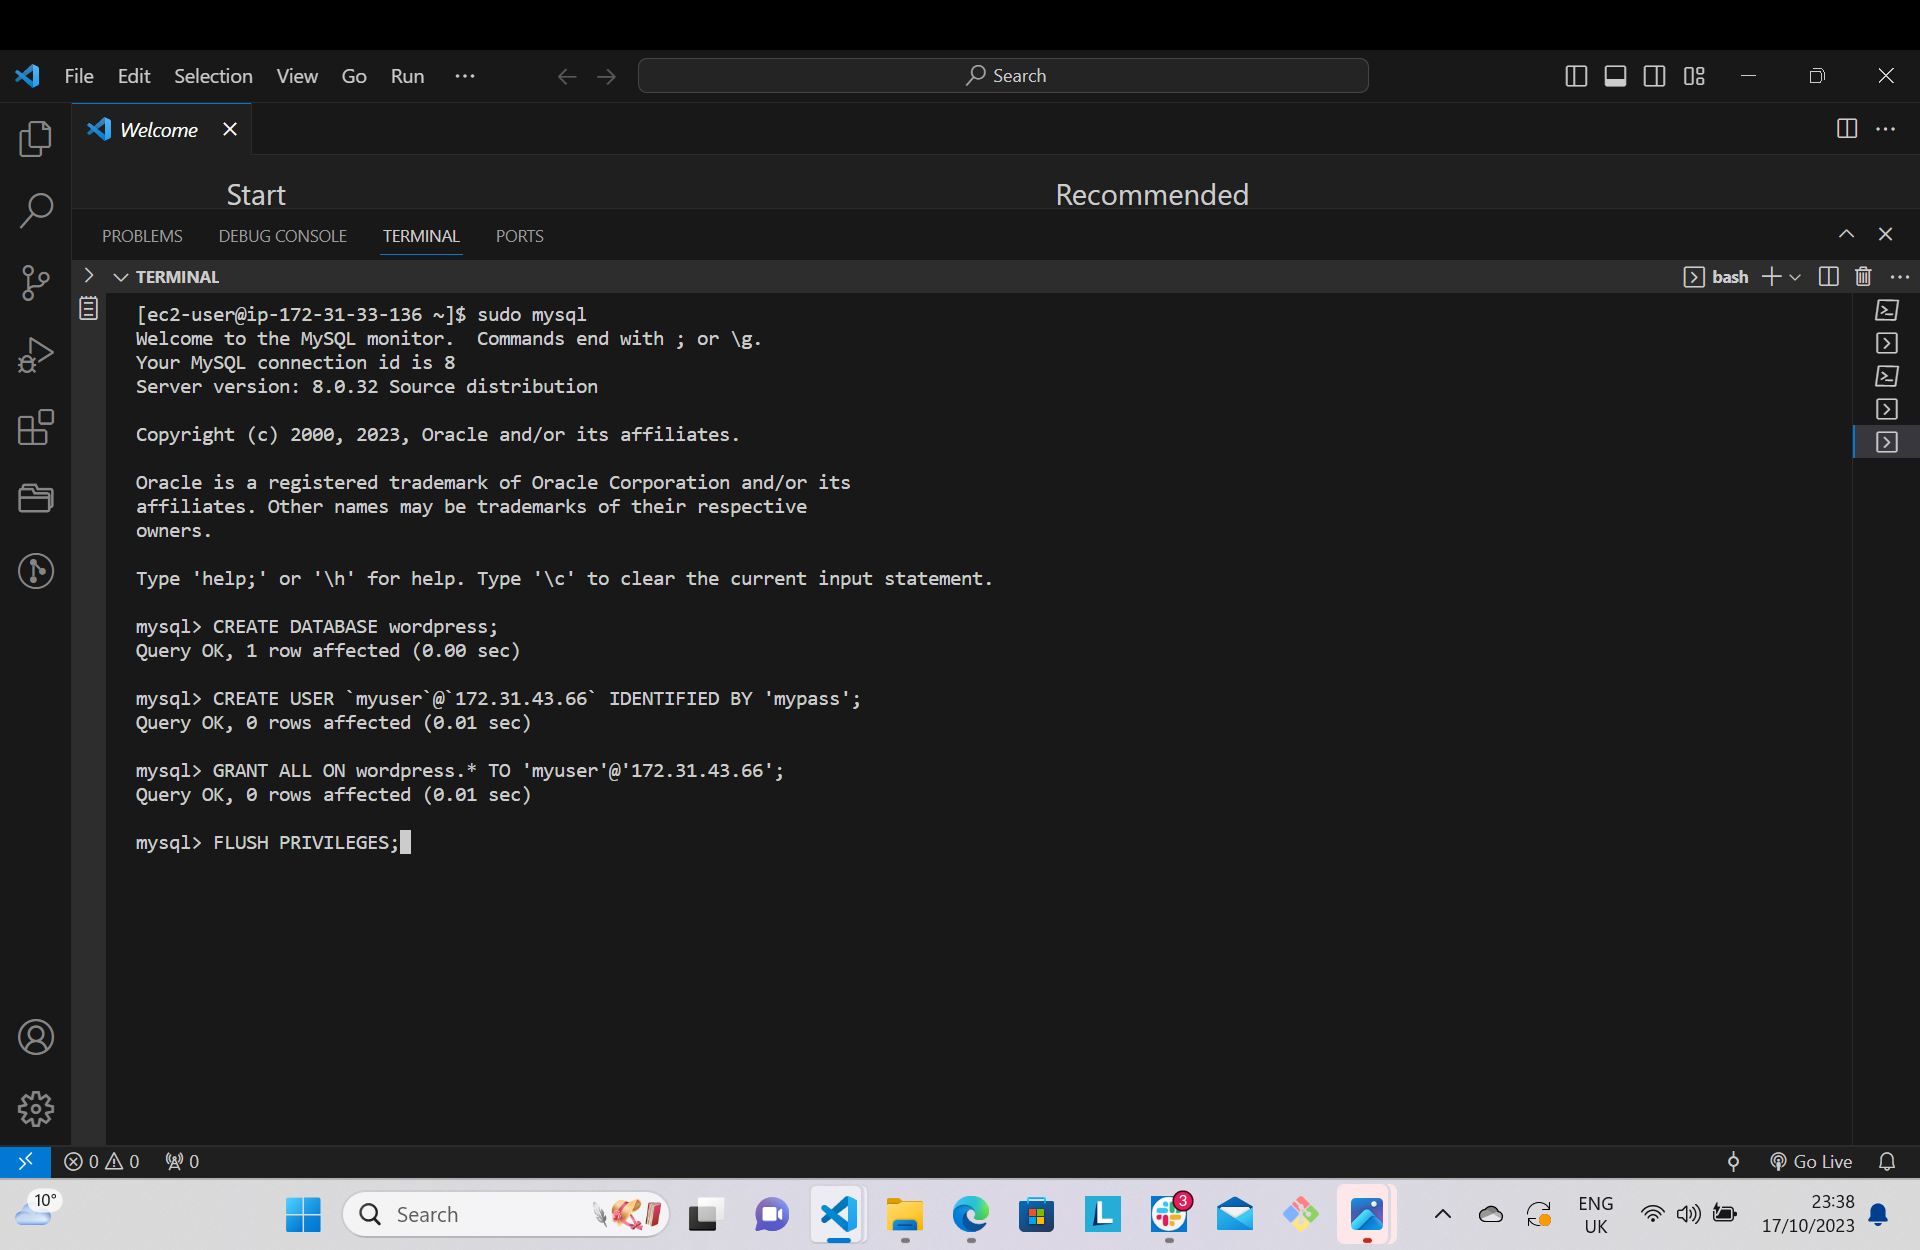 File Edit Selection View Go Run ···
Search
Welcome
Start
Recommended
PROBLEMS DEBUG CONSOLE TERMINAL PORTS
TERMINAL
bash
[ec2-user@ip-172-31-33-136 ~]$ sudo mysql
Welcome to the MySQL monitor.  Commands end with ; or \g.
Your MySQL connection id is 8
Server version: 8.0.32 Source distribution
Copyright (c) 2000, 2023, Oracle and/or its affiliates.
Oracle is a registered trademark of Oracle Corporation and/or its
affiliates. Other names may be trademarks of their respective
owners.
Type 'help;' or '\h' for help. Type '\c' to clear the current input statement.
mysql> CREATE DATABASE wordpress;
Query OK, 1 row affected (0.00 sec)
mysql> CREATE USER `myuser`@`172.31.43.66` IDENTIFIED BY 'mypass';
Query OK, 0 rows affected (0.01 sec)
mysql> GRANT ALL ON wordpress.* TO 'myuser'@'172.31.43.66';
Query OK, 0 rows affected (0.01 sec)
mysql> FLUSH PRIVILEGES;
0 0 0
Go Live
10°
Search
L
3
ENG
UK
23:38
17/10/2023